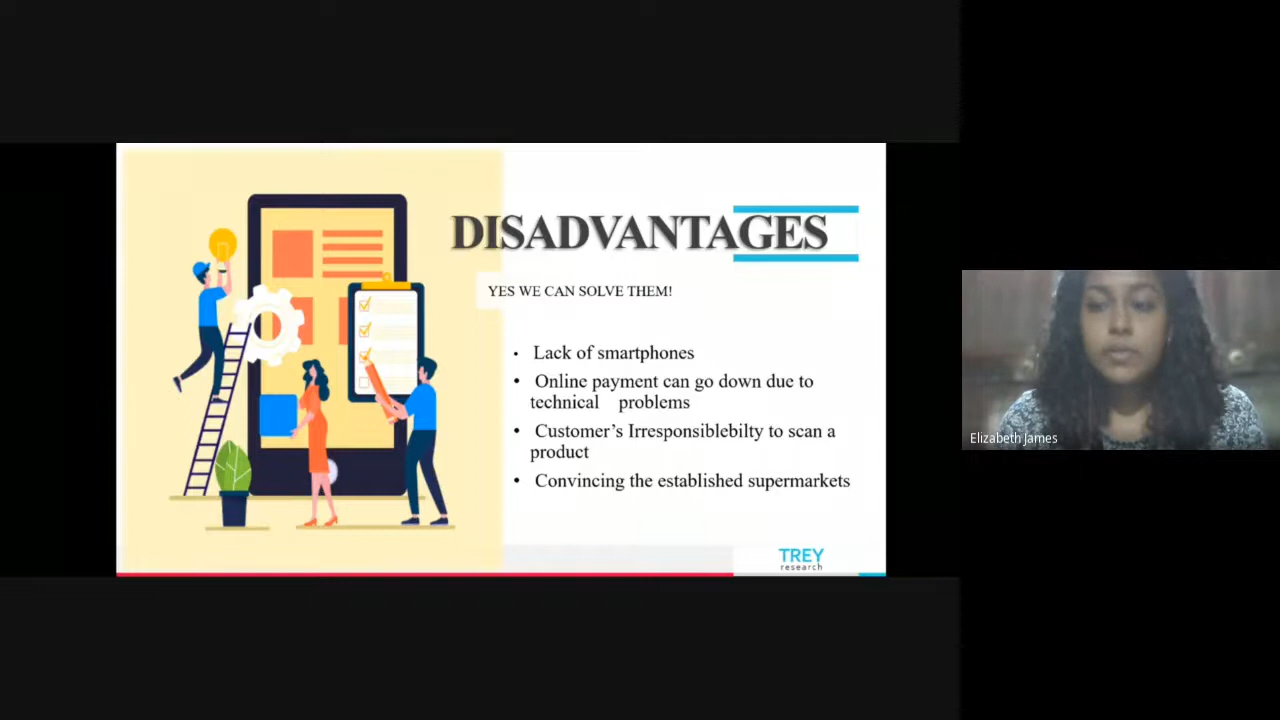 DISADVANTAGES
YES WE CAN SOLVE THEM!
• Lack of smartphones
• Online payment can go down due to
technical problems
• Customer's Irresponsiblebilty to scan a
product
• Convincing the established supermarkets
TREY
research
Elizabeth James